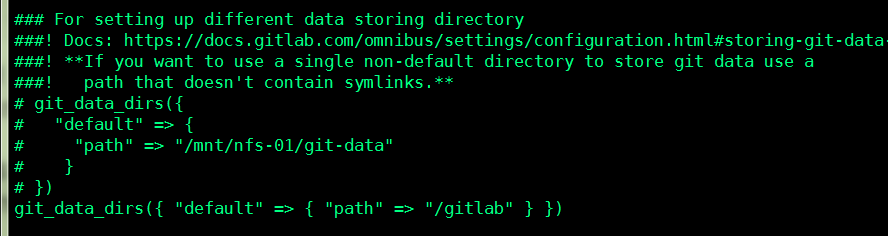 ### For setting up different data storing directory
###! Docs: https://docs.gitlab.com/omnibus/settings/configuration.html#storing-git-data-
###! **If you want to use a single non-default directory to store git data use a
###!   path that doesn't contain symlinks.**
# git_data_dirs({
#   "default" => {
#     "path" => "/mnt/nfs-01/git-data"
#    }
# })
git_data_dirs({ "default" => { "path" => "/gitlab" } })